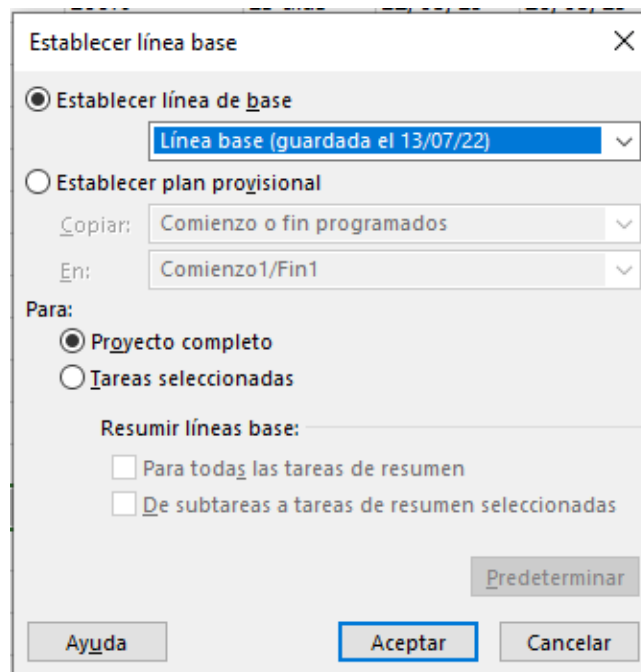 Establecer línea base
Establecer línea de base
Línea base (guardada el 13/07/22)
Establecer plan provisional
Copiar: Comienzo o fin programados
En: Comienzo1/Fin1
Para:
Proyecto completo
Tareas seleccionadas
Resumir líneas base:
Para todas las tareas de resumen
De subtareas a tareas de resumen seleccionadas
Predeterminar
Ayuda Aceptar Cancelar